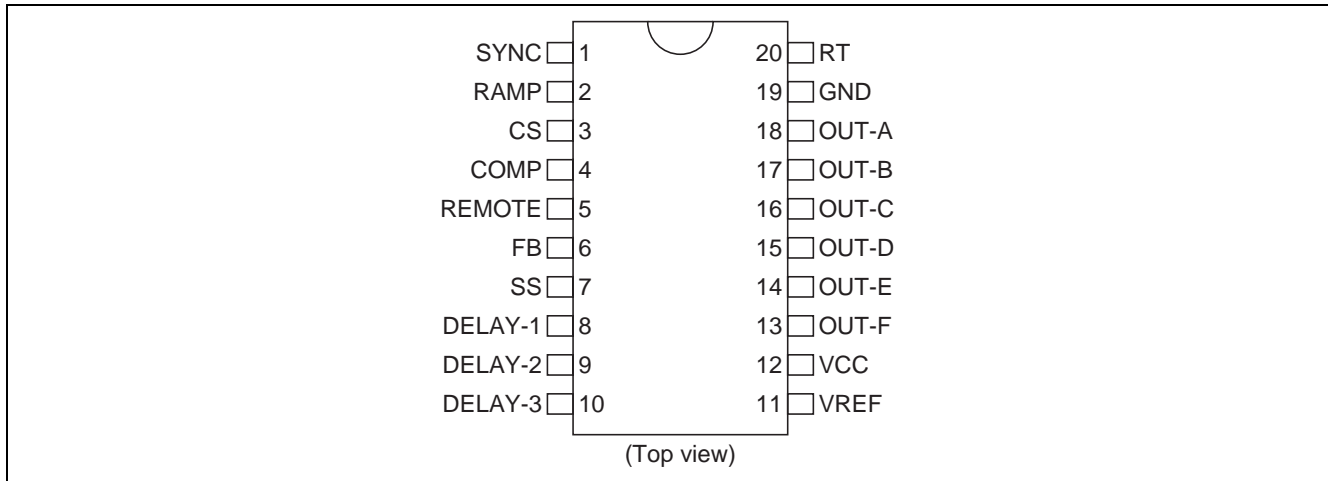 SYNC 1 20 RT
RAMP 2 19 GND
CS 3 18 OUT-A
COMP 4 17 OUT-B
REMOTE 5 16 OUT-C
FB 6 15 OUT-D
SS 7 14 OUT-E
DELAY-1 8 13 OUT-F
DELAY-2 9 12 VCC
DELAY-3 10 11 VREF
(Top view)